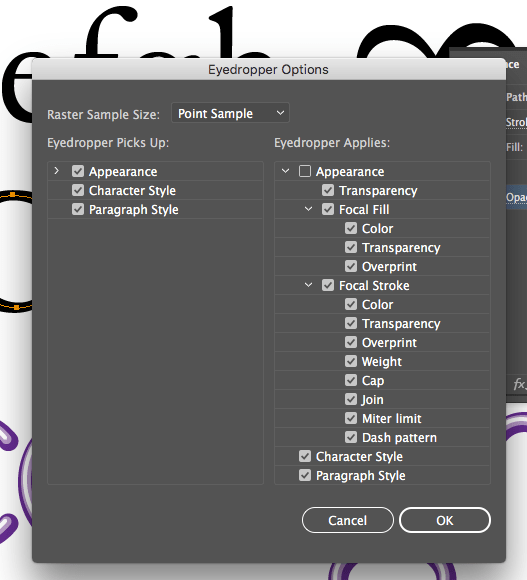 efgh
nce
Eyedropper Options
Path
Raster Sample Size: Point Sample
Strok
Eyedropper Picks Up:
Eyedropper Applies:
Fill:
Appearance
Character Style
Paragraph Style
Appearance
Transparency
Opac
Focal Fill
Color
Transparency
Overprint
Focal Stroke
Color
Transparency
Overprint
Weight
Cap
fx
Join
Miter limit
Dash pattern
Character Style
Paragraph Style
Cancel
OK